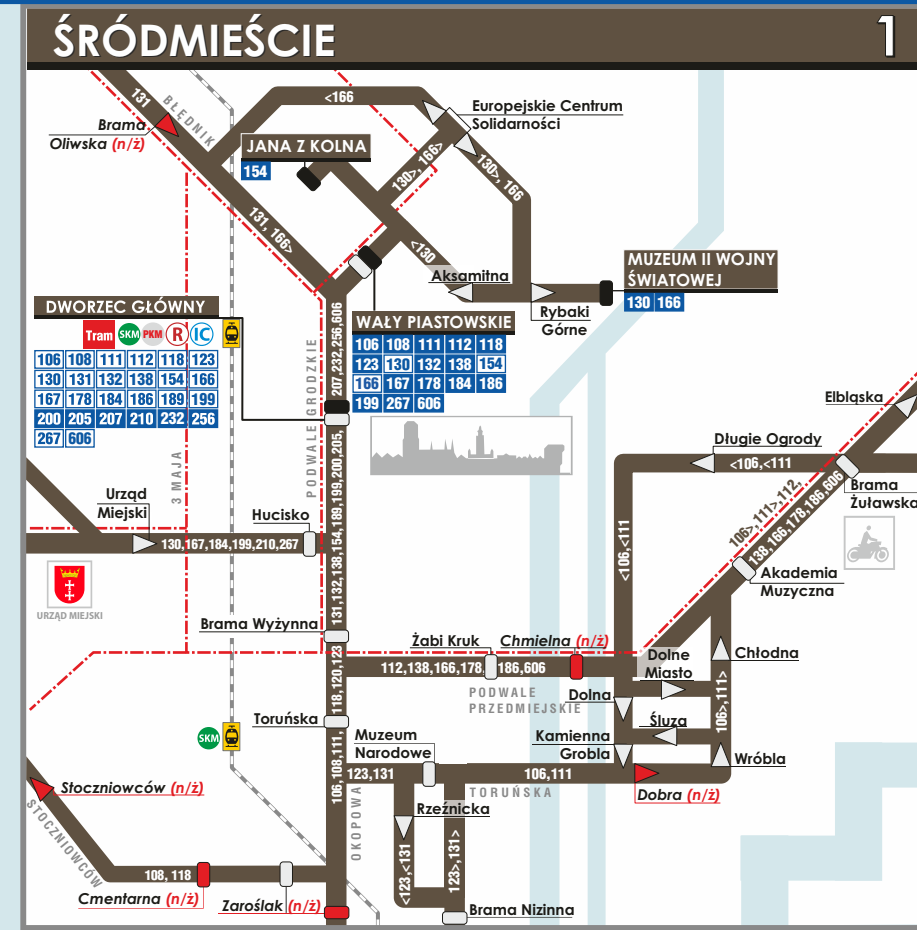 ŚRÓDMIEŚCIE
1
131
BŁĘDNIK
Brama
Oliwska (n/ż)
<166
Europejskie Centrum
Solidarności
JANA Z KOLNA
154
130>, 166>
130>, 166
131, 166>
<130
Aksamitna
Rybaki
Górne
MUZEUM II WOJNY
ŚWIATOWEJ
130 166
DWORZEC GŁÓWNY
Tram SKM PKM R IC
106 108 111 112 118 123
130 131 132 138 154 166
167 178 184 186 189 199
200 205 207 210 232 256
267 606
207,232,256,606
WAŁY PIASTOWSKIE
106 108 111 112 118
123 130 132 138 154
166 167 178 184 186
199 267 606
PODWALE GRODZKIE
3 MAJA
Elbląska
Długie Ogrody
<106,<111
Brama
Żuławska
106>,111>,112,
138,166,178,186,606
<106,<111
Akademia
Muzyczna
Urząd
Miejski
Hucisko
130,167,184,199,210,267
URZĄD MIEJSKI
131,132,138,154,189,199,200,205,
Brama Wyżynna
Żabi Kruk
Chmielna (n/ż)
112,138,166,178 186,606
PODWALE
PRZEDMIEJSKIE
Dolne
Miasto
Chłodna
Dolna
106>,111>
Śluza
118,120,123
Toruńska
SKM
Muzeum
Narodowe
Kamienna
Grobla
Wróbla
123,131
106,111
TORUŃSKA
Dobra (n/ż)
106,108,111,
OKOPOWA
Stoczniowców (n/ż)
STOCZNIOWCÓW
Rzeźnicka
<123,<131
123>,131>
108, 118
Cmentarna (n/ż)
Zaroślak (n/ż)
Brama Nizinna